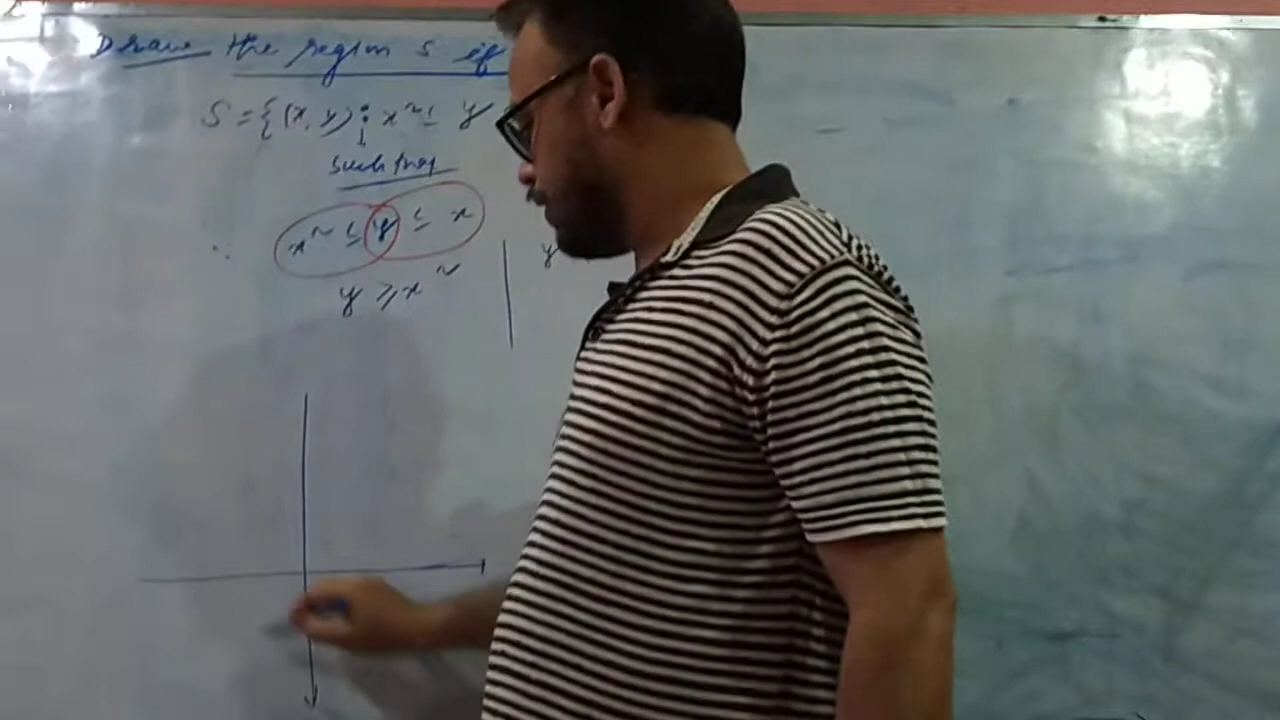 Draw the region S if
S = {(x, y) : x² ≤ y
such that
∴ x² ≤ y ≤ x
y ≥ x² | y